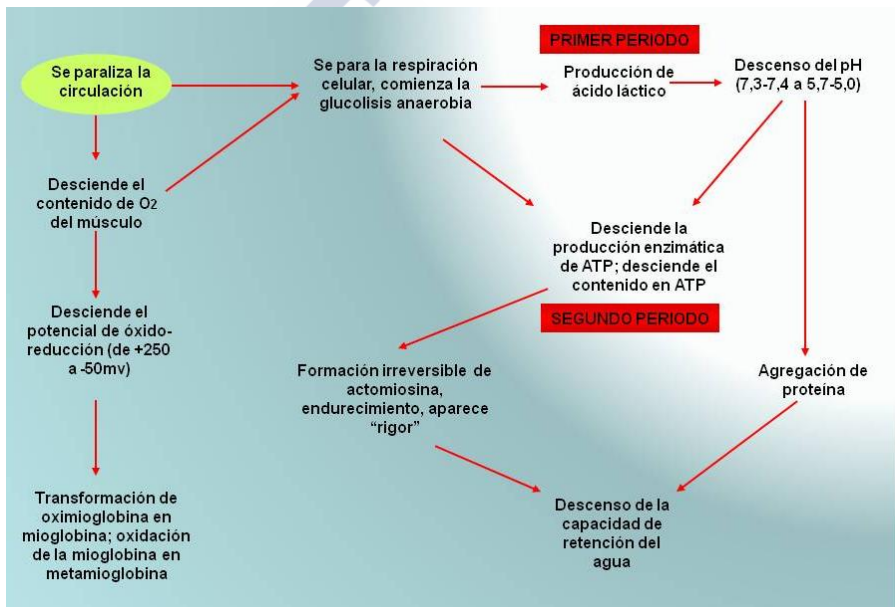 PRIMER PERIODO
Se paraliza la
circulación
Se para la respiración
celular, comienza la
glucolisis anaerobia
Producción de
ácido láctico
Descenso del pH
(7,3-7,4 a 5,7-5,0)
Desciende el
contenido de O2
del músculo
Desciende la
producción enzimática
de ATP; desciende el
contenido en ATP
Desciende el
potencial de óxido-
reducción (de +250
a -50mv)
SEGUNDO PERIODO
Formación irreversible de
actomiosina,
endurecimiento, aparece
“rigor”
Agregación de
proteína
Transformación de
oximioglobina en
mioglobina; oxidación
de la mioglobina en
metamioglobina
Descenso de la
capacidad de
retención del
agua